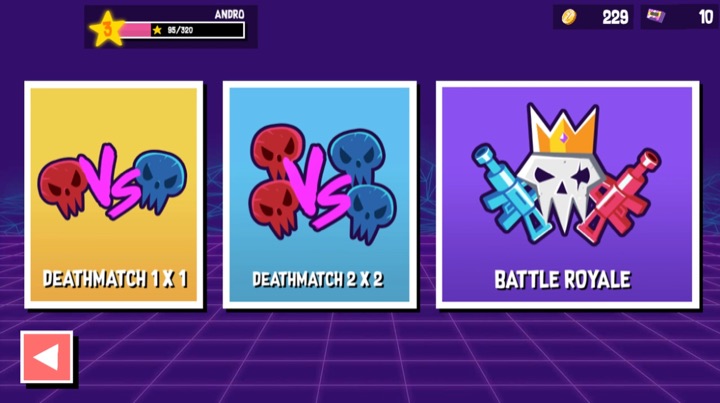 ANDRO
3
95/320
229
10
VS
DEATHMATCH 1 X 1
VS
DEATHMATCH 2 X 2
BATTLE ROYALE